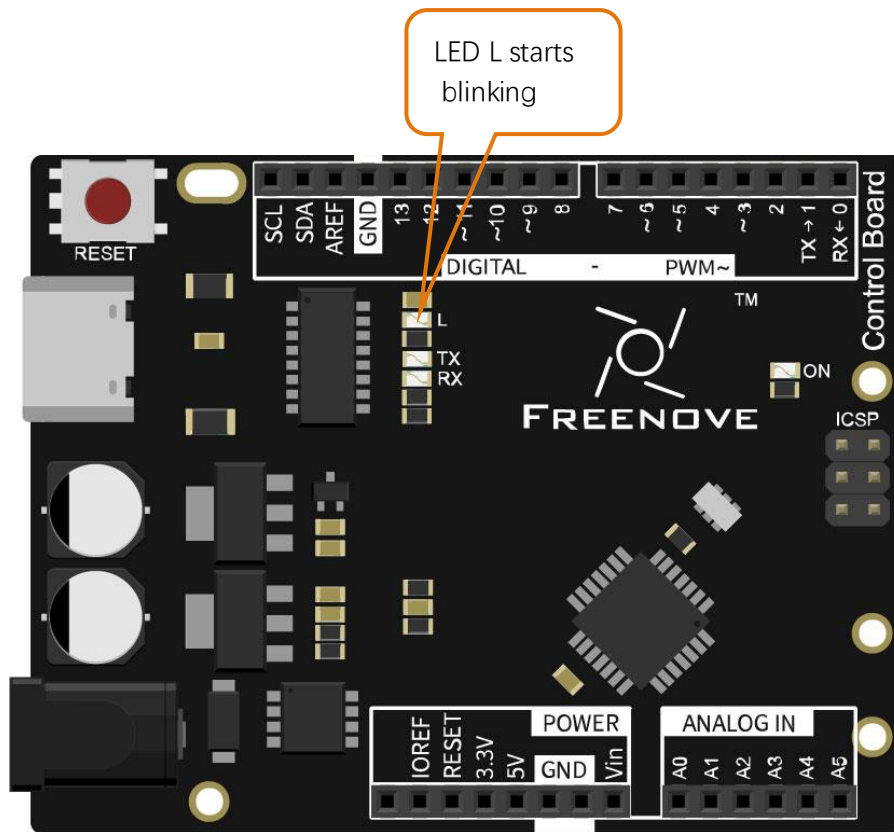 LED L starts
blinking
RESET
SCL
SDA
AREF
GND
13
12
~11
~10
~9
8
7
~6
~5
4
~3
2
TX→1
RX←0
DIGITAL - PWM~
Control Board
L
TX
RX
TM
FREENOVE
ON
ICSP
POWER
ANALOG IN
IOREF
RESET
3.3V
5V
GND
Vin
A0
A1
A2
A3
A4
A5